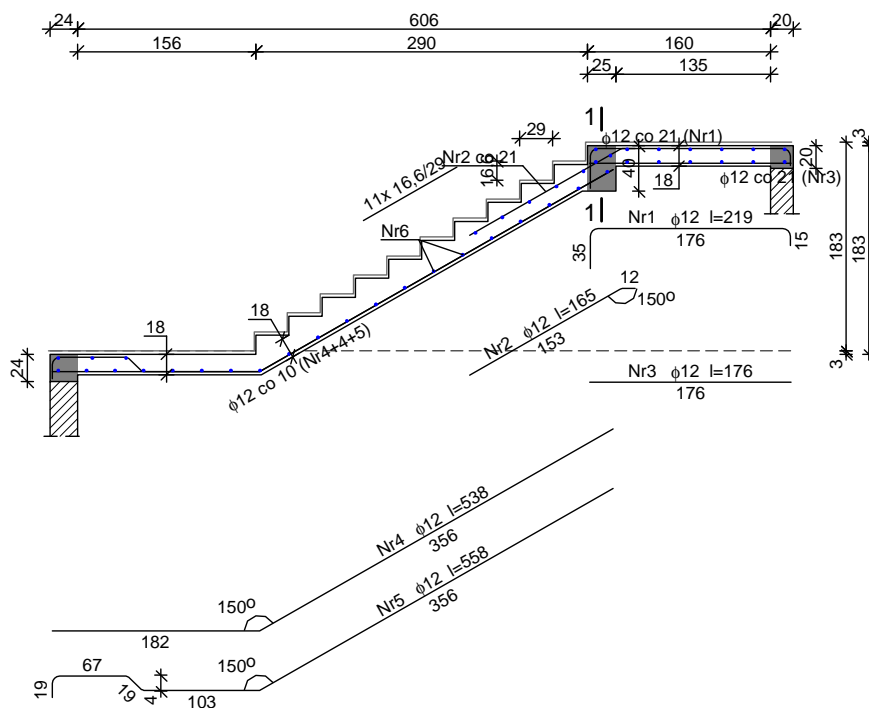 24 606 20
156 290 160
25 135
1
29
ϕ12 co 21 (Nr1)
3
Nr2 co 21
16,6
40
20
11x 16,6/29
18
ϕ12 co 21 (Nr3)
1
Nr6
Nr1 ϕ12 l=219
176
35
15
183
183
12
150°
18
18
Nr2 ϕ12 l=165
153
24
ϕ12 co 10 (Nr4+4+5)
Nr3 ϕ12 l=176
176
3
Nr4 ϕ12 l=538
356
Nr5 ϕ12 l=558
356
150°
182
67
150°
19
19
4
103